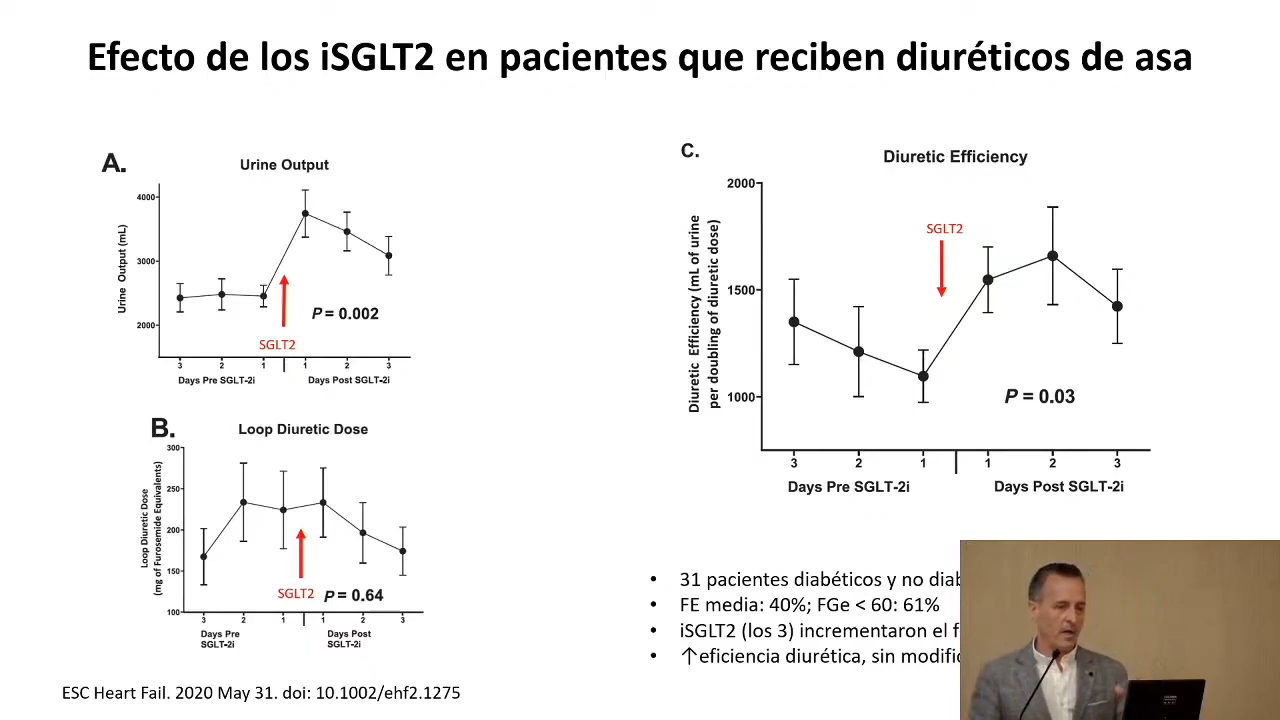 Efecto de los iSGLT2 en pacientes que reciben diuréticos de asa
A.
Urine Output
Urine Output (mL)
4000
3000
2000
SGLT2
P = 0.002
3 2 1 1 2 3
Days Pre SGLT-2i Days Post SGLT-2i
B.
Loop Diuretic Dose
Loop Diuretic Dose
(mg of Furosemide Equivalents)
300
250
200
150
100
SGLT2
P = 0.64
3 2 1 1 2 3
Days Pre
SGLT-2i
Days Post
SGLT-2i
C.
Diuretic Efficiency
Diuretic Efficiency (mL of urine
per doubling of diuretic dose)
2000
1500
1000
SGLT2
P = 0.03
3 2 1 1 2 3
Days Pre SGLT-2i Days Post SGLT-2i
• 31 pacientes diabéticos y no
• FE media: 40%; FGe < 60: 61%
• iSGLT2 (los 3) incrementaron el
• ↑eficiencia diurética, sin
ESC Heart Fail. 2020 May 31. doi: 10.1002/ehf2.1275